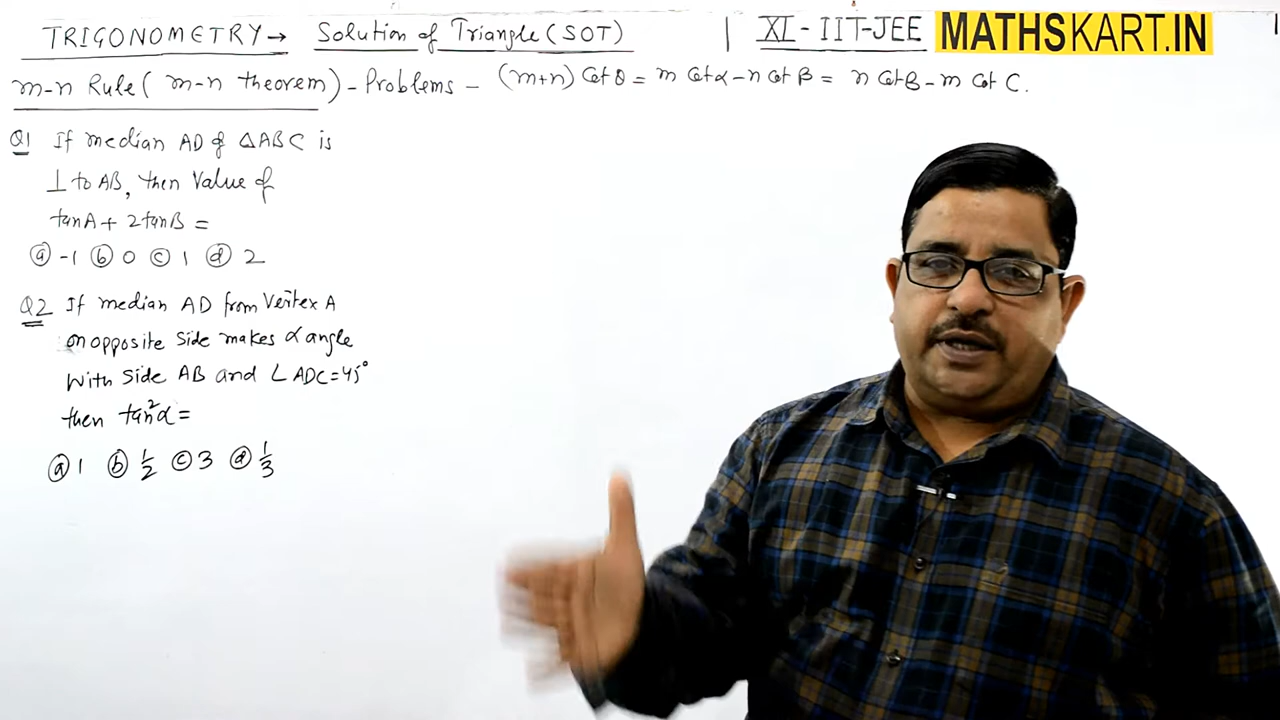 TRIGONOMETRY → Solution of Triangle (SOT) | XI - IIT-JEE MATHSKART.IN
m-n Rule ( m-n theorem) - Problems - (m+n) Cot θ = m Cot α - n Cot β = n Cot B - m Cot C.
Q1 If median AD of △ABC is
⊥ to AB, then value of
tanA + 2tanB =
ⓐ -1 ⓑ 0 ⓒ 1 ⓓ 2
Q2 If median AD from Vertex A
on opposite side makes α angle
with side AB and ∠ADC = 45°
then tan²α =
ⓐ 1 ⓑ 1/2 ⓒ 3 ⓓ 1/3